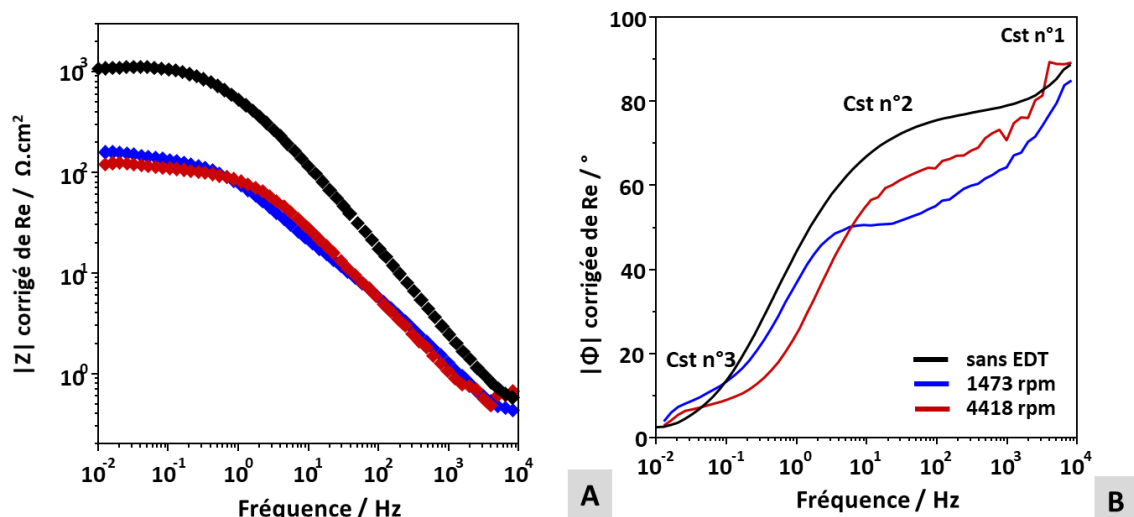 |Z| corrigé de Re / Ω.cm²
10³
10²
10¹
10⁰
10⁻² 10⁻¹ 10⁰ 10¹ 10² 10³ 10⁴
Fréquence / Hz
A
|Φ| corrigée de Re / °
100
80
60
40
20
0
Cst n°1
Cst n°2
Cst n°3
sans EDT
1473 rpm
4418 rpm
10⁻² 10⁻¹ 10⁰ 10¹ 10² 10³ 10⁴
Fréquence / Hz
B